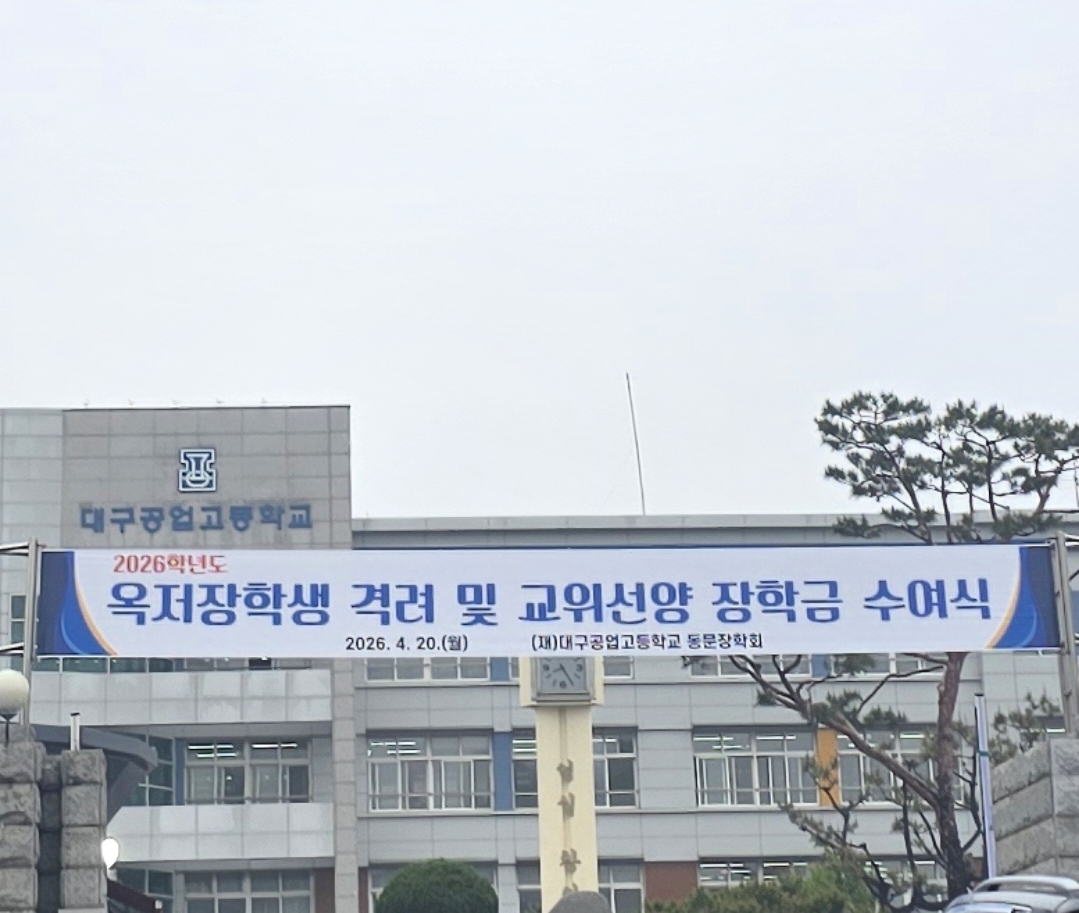 대구공업고등학교
2026학년도
옥저장학생 격려 및 교위선양 장학금 수여식
2026. 4. 20.(월) (재)대구공업고등학교 동문장학회